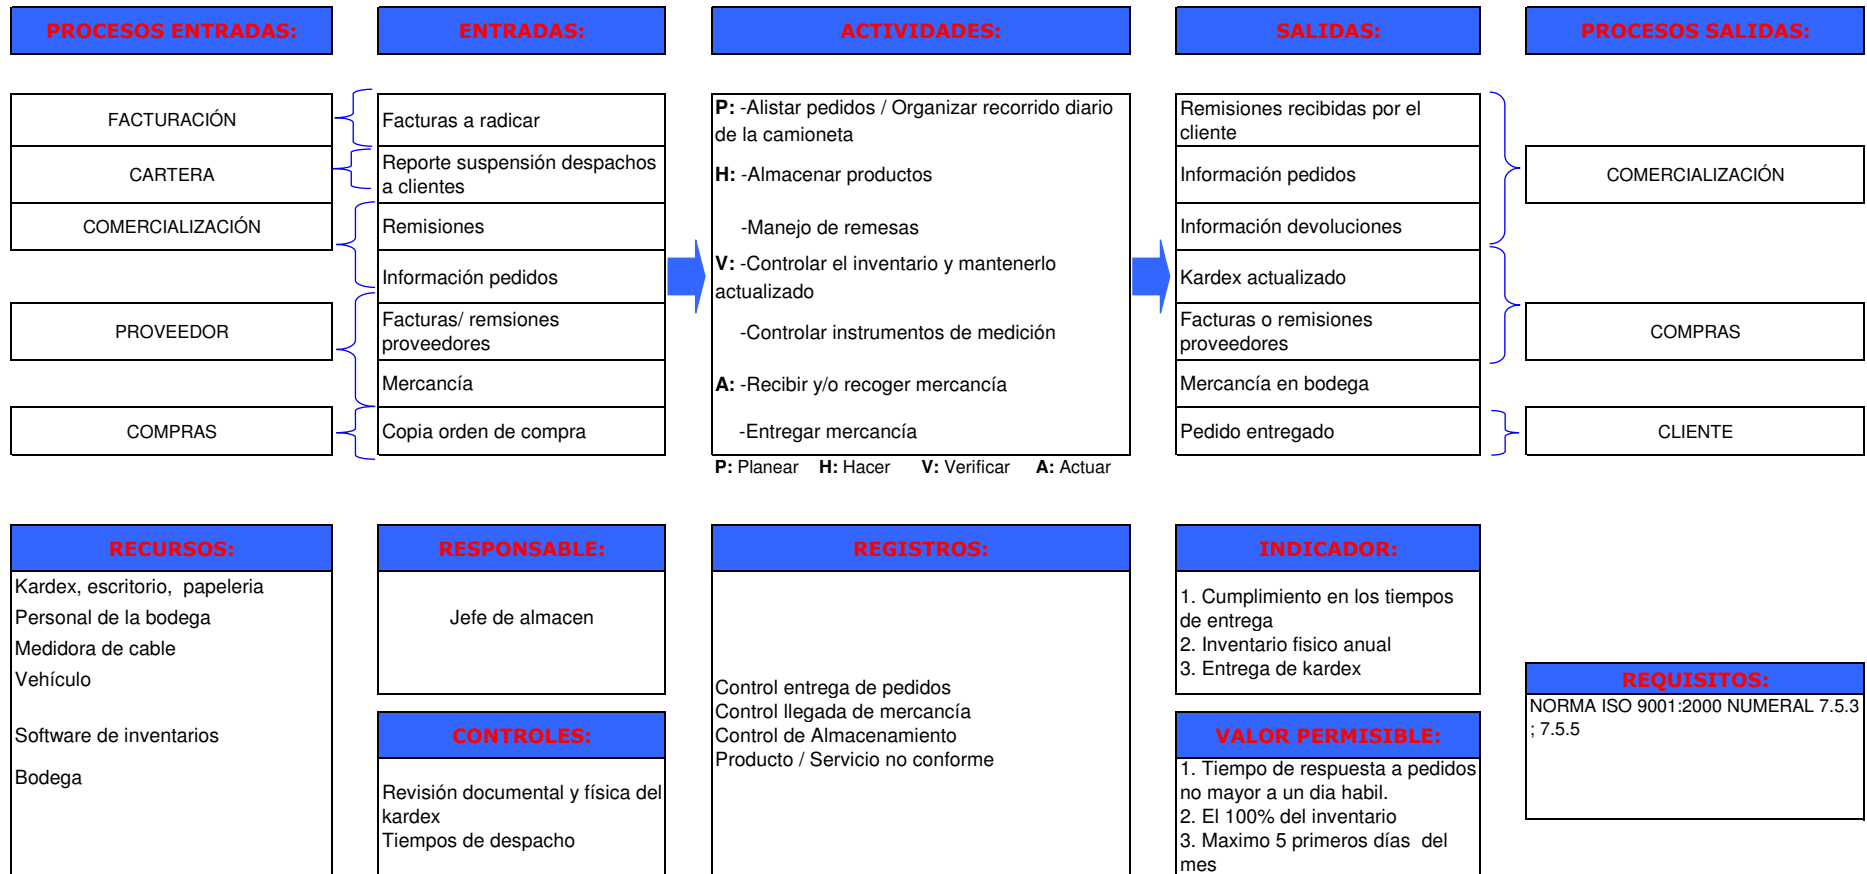 PROCESOS ENTRADAS:
ENTRADAS:
ACTIVIDADES:
SALIDAS:
PROCESOS SALIDAS:
FACTURACIÓN
CARTERA
COMERCIALIZACIÓN
PROVEEDOR
COMPRAS
Facturas a radicar
Reporte suspensión despachos
a clientes
Remisiones
Información pedidos
Facturas/ remsiones
proveedores
Mercancía
Copia orden de compra
P: -Alistar pedidos / Organizar recorrido diario
de la camioneta
H: -Almacenar productos
-Manejo de remesas
V: -Controlar el inventario y mantenerlo
actualizado
-Controlar instrumentos de medición
A: -Recibir y/o recoger mercancía
-Entregar mercancía
P: Planear H: Hacer V: Verificar A: Actuar
Remisiones recibidas por el
cliente
Información pedidos
Información devoluciones
Kardex actualizado
Facturas o remisiones
proveedores
Mercancía en bodega
Pedido entregado
COMERCIALIZACIÓN
COMPRAS
CLIENTE
RECURSOS:
Kardex, escritorio, papeleria
Personal de la bodega
Medidora de cable
Vehículo
Software de inventarios
Bodega
RESPONSABLE:
Jefe de almacen
CONTROLES:
Revisión documental y física del
kardex
Tiempos de despacho
REGISTROS:
Control entrega de pedidos
Control llegada de mercancía
Control de Almacenamiento
Producto / Servicio no conforme
INDICADOR:
1. Cumplimiento en los tiempos
de entrega
2. Inventario fisico anual
3. Entrega de kardex
VALOR PERMISIBLE:
1. Tiempo de respuesta a pedidos
no mayor a un dia habil.
2. El 100% del inventario
3. Maximo 5 primeros días del
mes
REQUISITOS:
NORMA ISO 9001:2000 NUMERAL 7.5.3
; 7.5.5